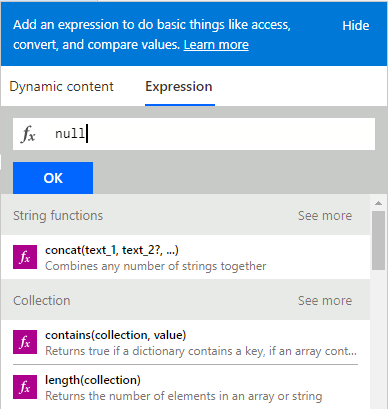 Add an expression to do basic things like access, Hide
convert, and compare values. Learn more
Dynamic content Expression
fx null
OK
String functions See more
fx concat(text_1, text_2?, ...)
Combines any number of strings together
Collection See more
fx contains(collection, value)
Returns true if a dictionary contains a key, if an array cont...
fx length(collection)
Returns the number of elements in an array or string